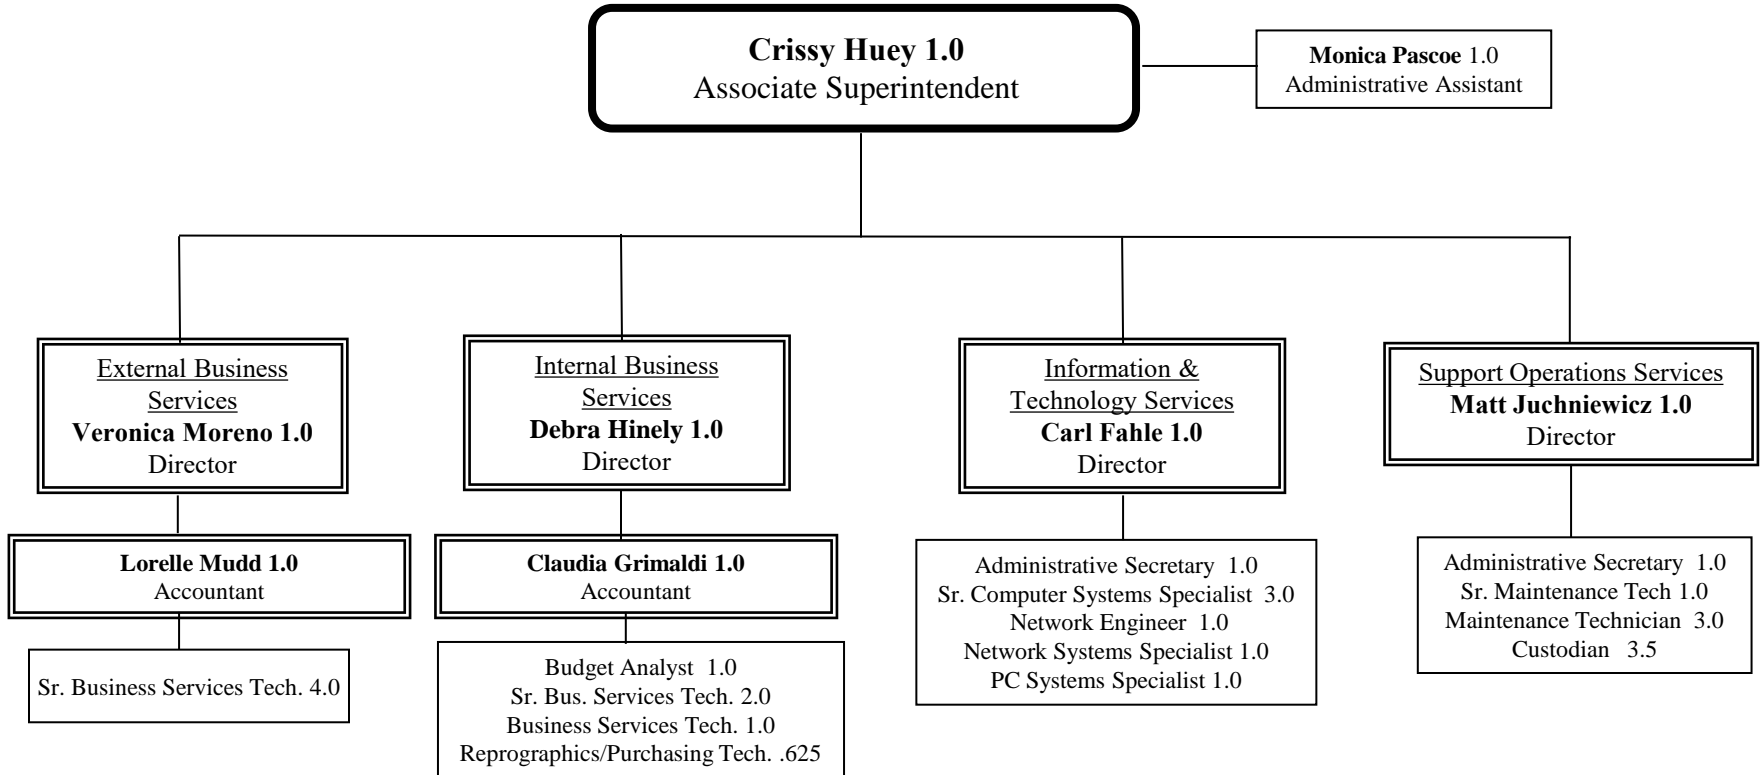 Crissy Huey 1.0
Associate Superintendent
Monica Pascoe 1.0
Administrative Assistant
External Business
Services
Veronica Moreno 1.0
Director
Internal Business
Services
Debra Hinely 1.0
Director
Information &
Technology Services
Carl Fahle 1.0
Director
Support Operations Services
Matt Juchniewicz 1.0
Director
Lorelle Mudd 1.0
Accountant
Claudia Grimaldi 1.0
Accountant
Administrative Secretary 1.0
Sr. Computer Systems Specialist 3.0
Network Engineer 1.0
Network Systems Specialist 1.0
PC Systems Specialist 1.0
Administrative Secretary 1.0
Sr. Maintenance Tech 1.0
Maintenance Technician 3.0
Custodian 3.5
Sr. Business Services Tech. 4.0
Budget Analyst 1.0
Sr. Bus. Services Tech. 2.0
Business Services Tech. 1.0
Reprographics/Purchasing Tech. .625